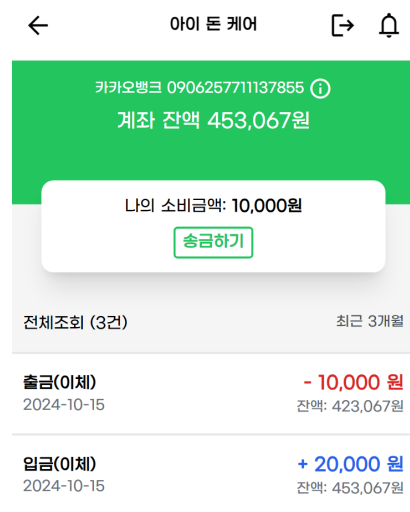 아이 돈 케어
카카오뱅크 0906257711137855
계좌 잔액 453,067원
나의 소비금액: 10,000원
송금하기
전체조회 (3건) 최근 3개월
출금(이체) - 10,000 원
2024-10-15 잔액: 423,067원
입금(이체) + 20,000 원
2024-10-15 잔액: 453,067원